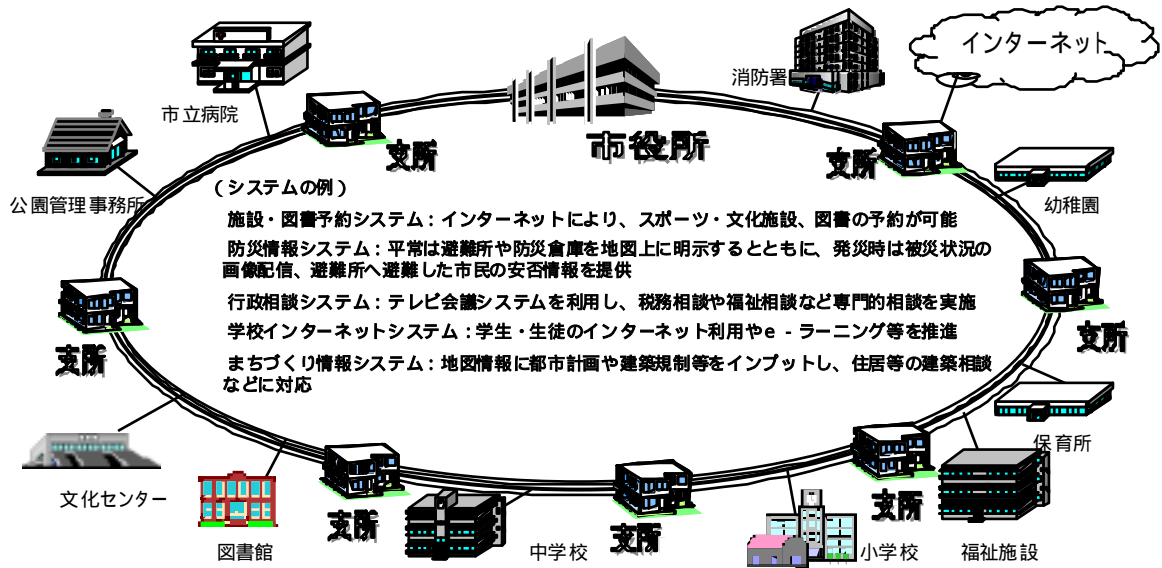 インターネット
消防署
市立病院
市役所
支所
支所
公園管理事務所
幼稚園
(システムの例)
施設・図書予約システム:インターネットにより、スポーツ・文化施設、図書の予約が可能
防災情報システム:平常は避難所や防災倉庫を地図上に明示するとともに、発災時は被災状況の
画像配信、避難所へ避難した市民の安否情報を提供
行政相談システム:テレビ会議システムを利用し、税務相談や福祉相談など専門的相談を実施
学校インターネットシステム:学生・生徒のインターネット利用やe-ラーニング等を推進
まちづくり情報システム:地図情報に都市計画や建築規制等をインプットし、住居等の建築相談
などに対応
支所
支所
保育所
文化センター
支所
支所
支所
図書館
中学校
小学校
福祉施設